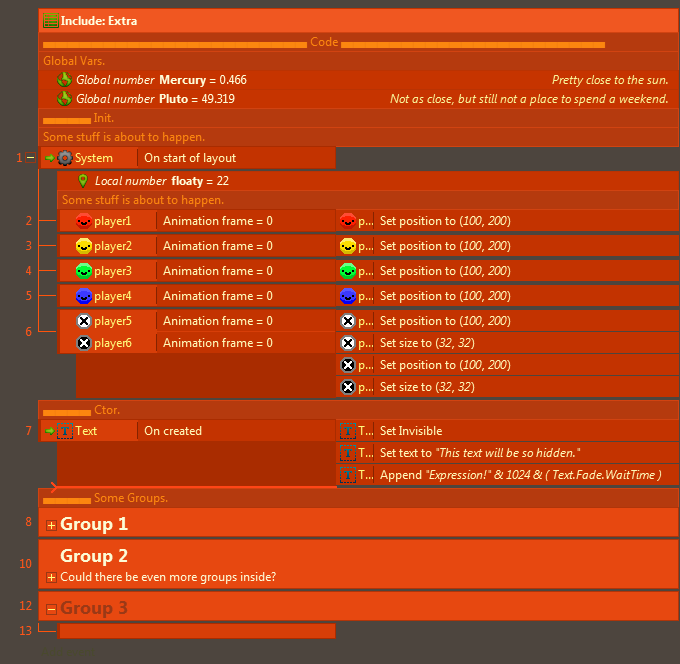 Include: Extra
Code
Global Vars.
Global number Mercury = 0.466 Pretty close to the sun.
Global number Pluto = 49.319 Not as close, but still not a place to spend a weekend.
Init.
Some stuff is about to happen.
1 System On start of layout
Local number floaty = 22
Some stuff is about to happen.
2 player1 Animation frame = 0 p... Set position to (100, 200)
3 player2 Animation frame = 0 p... Set position to (100, 200)
4 player3 Animation frame = 0 p... Set position to (100, 200)
5 player4 Animation frame = 0 p... Set position to (100, 200)
player5 Animation frame = 0 p... Set position to (100, 200)
6 player6 Animation frame = 0 p... Set size to (32, 32)
p... Set position to (100, 200)
p... Set size to (32, 32)
Ctor.
7 T Text On created T T... Set Invisible
T T... Set text to "This text will be so hidden."
T T... Append "Expression!" & 1024 & ( Text.Fade.WaitTime )
Some Groups.
8 Group 1
Group 2
10 Could there be even more groups inside?
12 Group 3
13